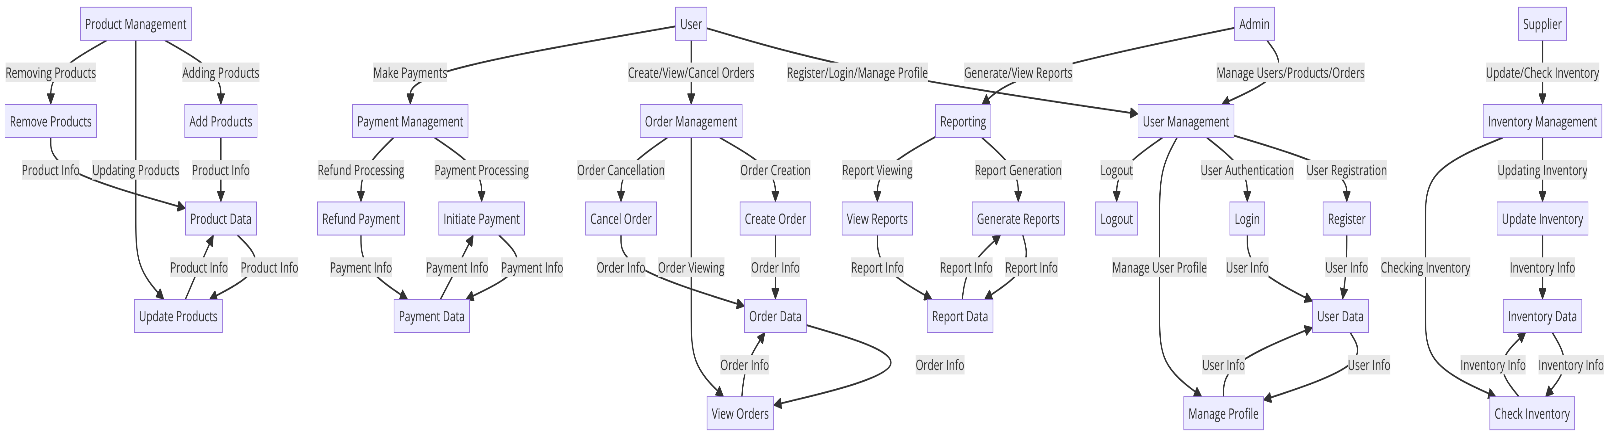 Product Management
User
Admin
Supplier
Removing Products
Adding Products
Make Payments
Create/View/Cancel Orders
Register/Login/Manage Profile
Generate/View Reports
Manage Users/Products/Orders
Update/Check Inventory
Remove Products
Add Products
Payment Management
Order Management
Reporting
User Management
Inventory Management
Product Info
Updating Products
Product Info
Refund Processing
Payment Processing
Order Cancellation
Order Creation
Report Viewing
Report Generation
Logout
User Authentication
User Registration
Updating Inventory
Product Data
Refund Payment
Initiate Payment
Cancel Order
Create Order
View Reports
Generate Reports
Logout
Login
Register
Update Inventory
Product Info
Product Info
Payment Info
Payment Info
Payment Info
Order Info
Order Viewing
Order Info
Report Info
Report Info
Report Info
Manage User Profile
User Info
User Info
Checking Inventory
Inventory Info
Update Products
Payment Data
Order Data
Report Data
User Data
Inventory Data
Order Info
Order Info
User Info
User Info
Inventory Info
Inventory Info
View Orders
Manage Profile
Check Inventory